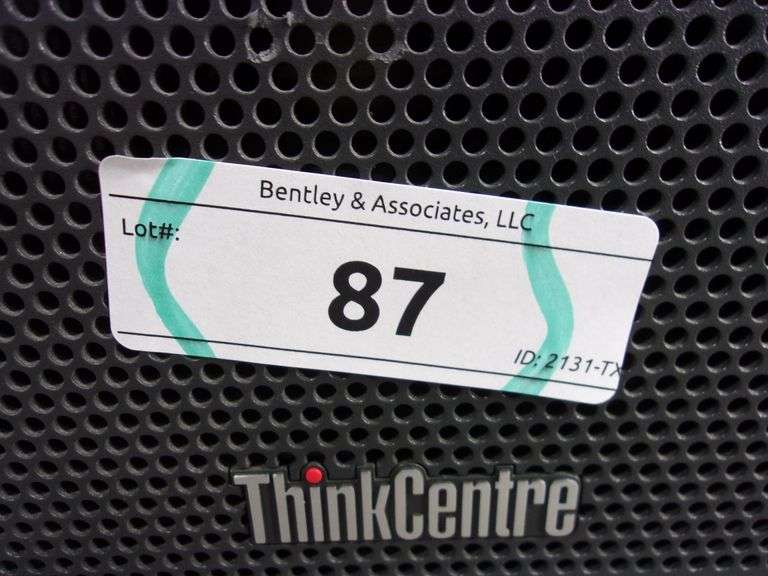 Bentley & Associates, LLC
Lot#:
87
ID: 2131-TX
ThinkCentre